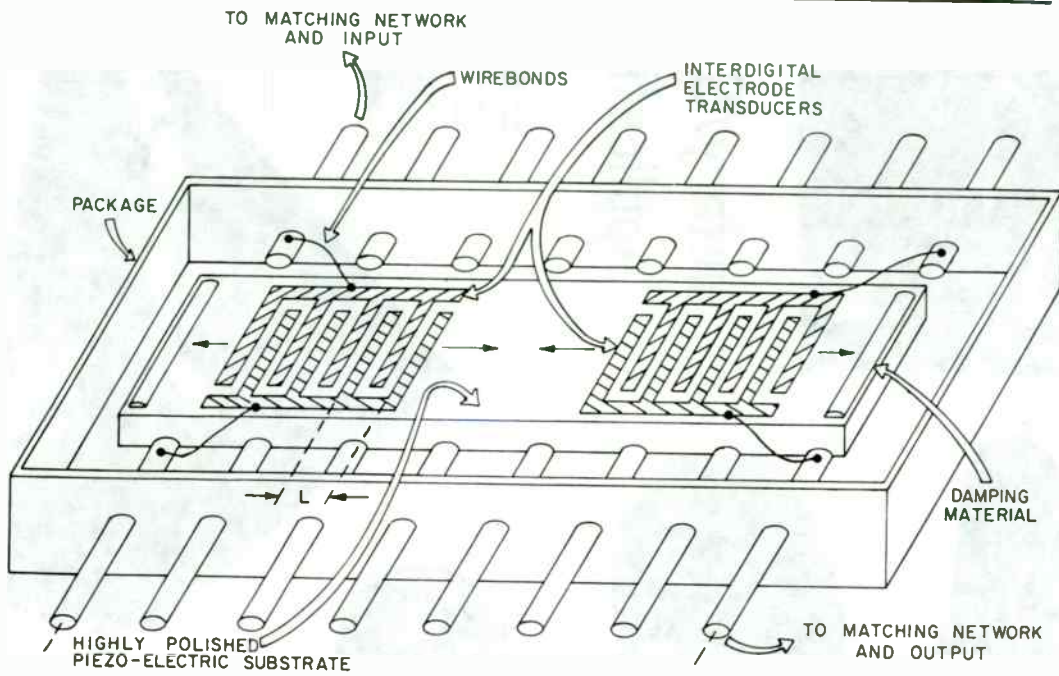 TO MATCHING NETWORK
AND INPUT
WIREBONDS
INTERDIGITAL
ELECTRODE
TRANSDUCERS
PACKAGE
L
DAMPING
MATERIAL
HIGHLY POLISHED
PIEZO-ELECTRIC SUBSTRATE
TO MATCHING NETWORK
AND OUTPUT